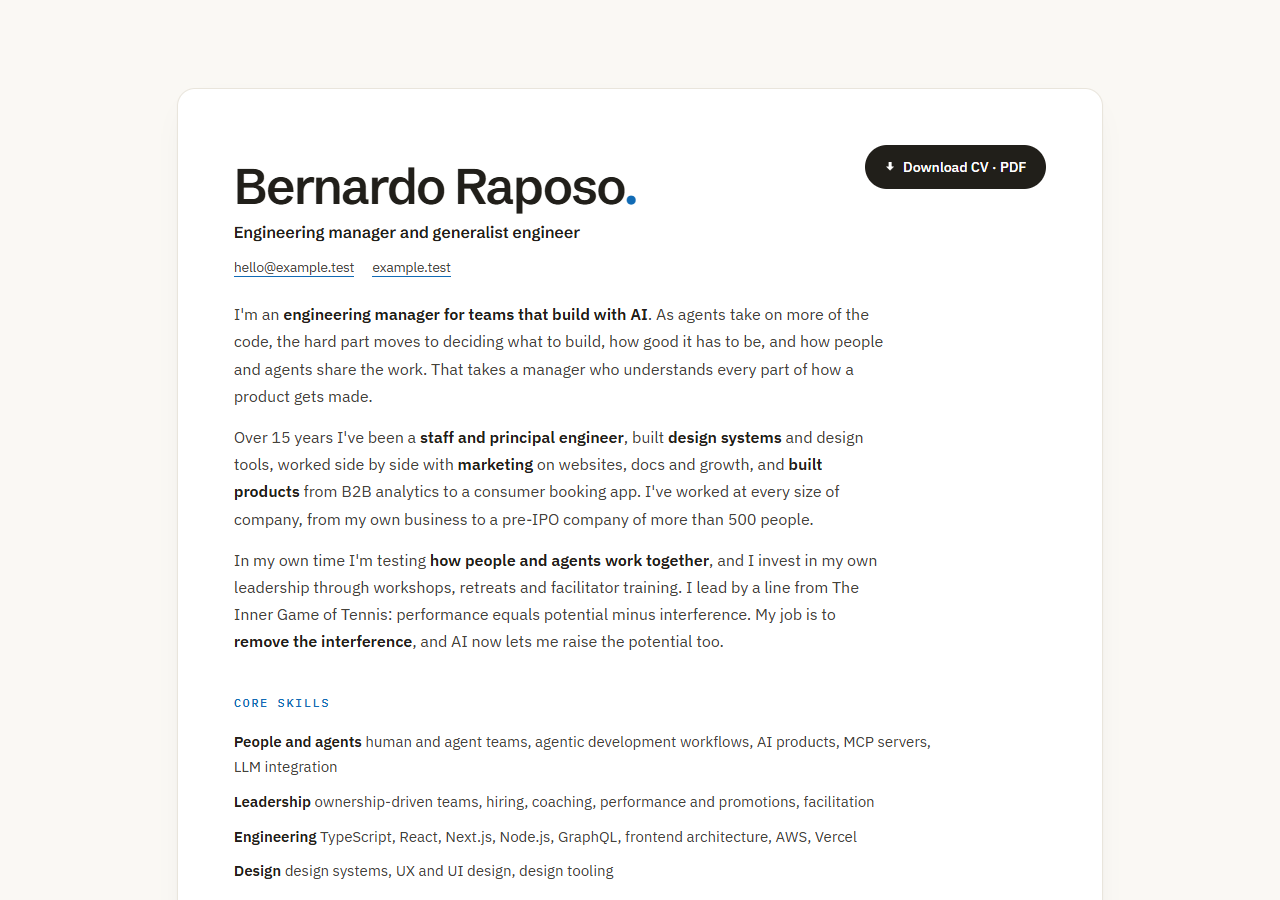 Bernardo Raposo.
⬇ Download CV · PDF
Engineering manager and generalist engineer
hello@example.test example.test
I'm an engineering manager for teams that build with AI. As agents take on more of the
code, the hard part moves to deciding what to build, how good it has to be, and how people
and agents share the work. That takes a manager who understands every part of how a
product gets made.
Over 15 years I've been a staff and principal engineer, built design systems and design
tools, worked side by side with marketing on websites, docs and growth, and built
products from B2B analytics to a consumer booking app. I've worked at every size of
company, from my own business to a pre-IPO company of more than 500 people.
In my own time I'm testing how people and agents work together, and I invest in my own
leadership through workshops, retreats and facilitator training. I lead by a line from The
Inner Game of Tennis: performance equals potential minus interference. My job is to
remove the interference, and AI now lets me raise the potential too.
CORE SKILLS
People and agents human and agent teams, agentic development workflows, AI products, MCP servers,
LLM integration
Leadership ownership-driven teams, hiring, coaching, performance and promotions, facilitation
Engineering TypeScript, React, Next.js, Node.js, GraphQL, frontend architecture, AWS, Vercel
Design design systems, UX and UI design, design tooling